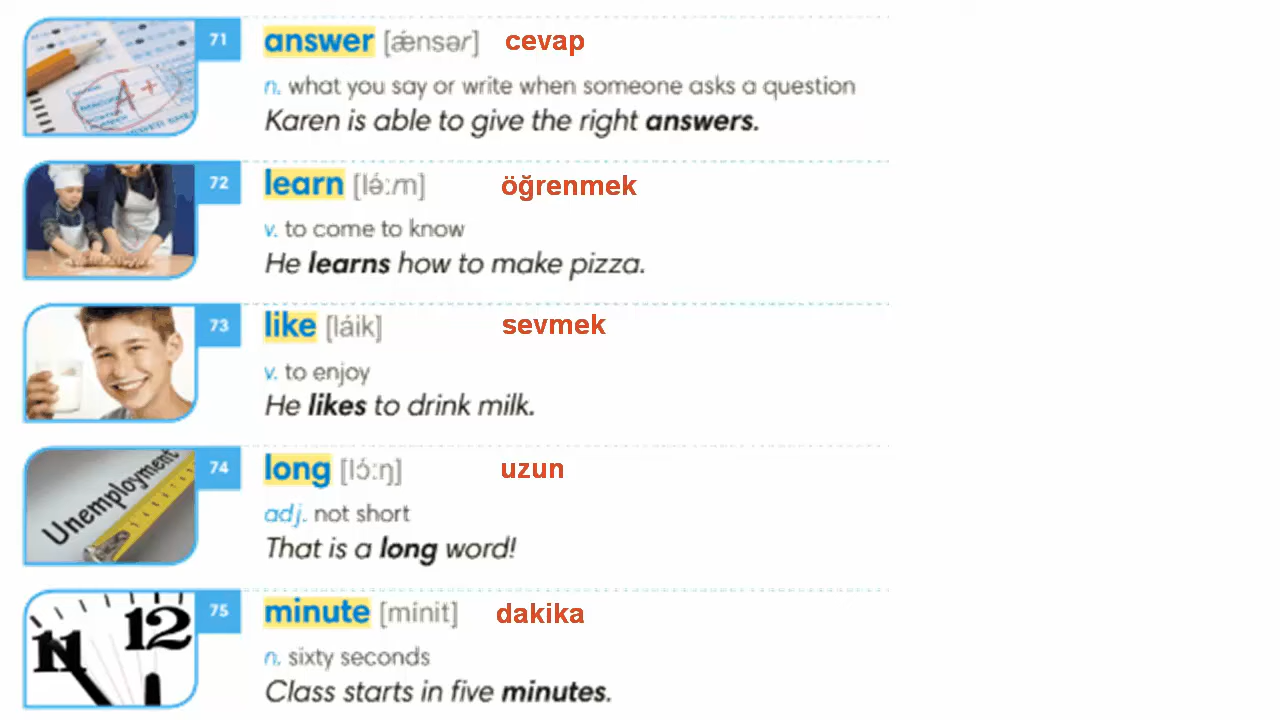 71 answer [ǽnsər] cevap
n. what you say or write when someone asks a question
Karen is able to give the right answers.
A+
72 learn [lə́ːrn] öğrenmek
v. to come to know
He learns how to make pizza.
73 like [láik] sevmek
v. to enjoy
He likes to drink milk.
74 long [lɔ́ːŋ] uzun
Unemployment
adj. not short
That is a long word!
75 minute [mínit] dakika
11 12
n. sixty seconds
Class starts in five minutes.